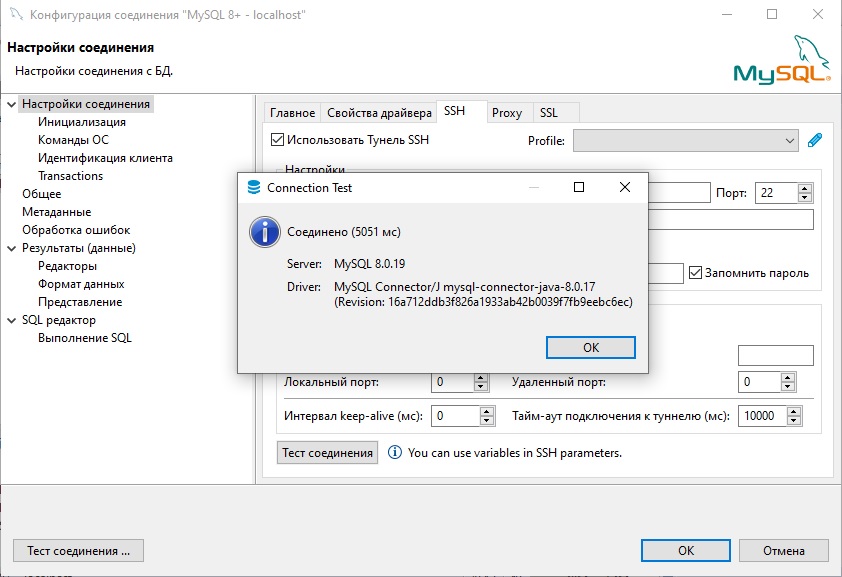 Конфигурация соединения "MySQL 8+ - localhost"
Настройки соединения
Настройки соединения с БД.
MySQL
Настройки соединения
Инициализация
Команды ОС
Идентификация клиента
Transactions
Общее
Метаданные
Обработка ошибок
Результаты (данные)
Редакторы
Формат данных
Представление
SQL редактор
Выполнение SQL
Главное Свойства драйвера SSH Proxy SSL
Использовать Тунель SSH Profile:
Настройки
Порт: 22
Запомнить пароль
Connection Test
Соединено (5051 мс)
Server: MySQL 8.0.19
Driver: MySQL Connector/J mysql-connector-java-8.0.17
(Revision: 16a712ddb3f826a1933ab42b0039f7fb9eebc6ec)
OK
Локальный порт: 0 Удаленный порт: 0
Интервал keep-alive (мс): 0 Тайм-аут подключения к туннелю (мс): 10000
Тест соединения You can use variables in SSH parameters.
Тест соединения ... OK Отмена